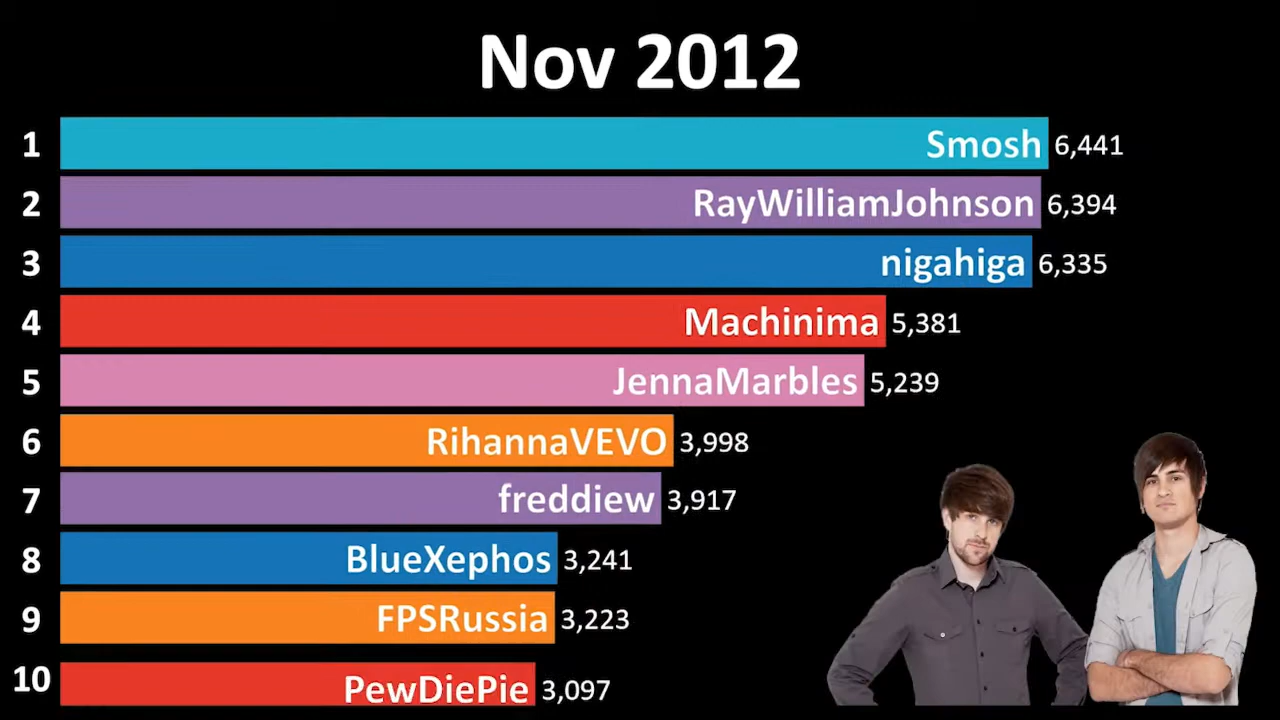 Nov 2012
1 Smosh 6,441
2 RayWilliamJohnson 6,394
3 nigahiga 6,335
4 Machinima 5,381
5 JennaMarbles 5,239
6 RihannaVEVO 3,998
7 freddiew 3,917
8 BlueXephos 3,241
9 FPSRussia 3,223
10 PewDiePie 3,097